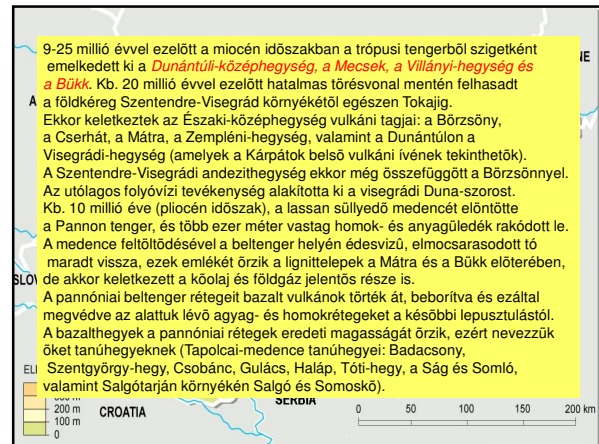 9-25 millió évvel ezelőtt a miocén időszakban a trópusi tengerből szigetként
emelkedett ki a Dunántúli-középhegység, a Mecsek, a Villányi-hegység és
a Bükk. Kb. 20 millió évvel ezelőtt hatalmas törésvonal mentén felhasadt
a földkéreg Szentendre-Visegrád környékétől egészen Tokajig.
Ekkor keletkeztek az Északi-középhegység vulkáni tagjai: a Börzsöny,
a Cserhát, a Mátra, a Zempléni-hegység, valamint a Dunántúlon a
Visegrádi-hegység (amelyek a Kárpátok belső vulkáni ívének tekinthetők).
A Szentendre-Visegrádi andezithegység ekkor még összefüggött a Börzsönnyel.
Az utólagos folyóvízi tevékenység alakította ki a visegrádi Duna-szorost.
Kb. 10 millió éve (pliocén időszak), a lassan süllyedő medencét elöntötte
a Pannon tenger, és több ezer méter vastag homok- és anyagüledék rakódott le.
A medence feltöltődésével a beltenger helyén édesvizû, elmocsarasodott tó
maradt vissza, ezek emlékét őrzik a lignittelepek a Mátra és a Bükk előterében,
de akkor keletkezett a kőolaj és földgáz jelentős része is.
A pannóniai beltenger rétegeit bazalt vulkánok törték át, beborítva és ezáltal
megvédve az alattuk lévő agyag- és homokrétegeket a későbbi lepusztulástól.
A bazalthegyek a pannóniai rétegek eredeti magasságát őrzik, ezért nevezzük
őket tanúhegyeknek (Tapolcai-medence tanúhegyei: Badacsony,
Szentgyörgy-hegy, Csobánc, Gulács, Haláp, Tóti-hegy, a Ság és Somló,
valamint Salgótarján környékén Salgó és Somoskő).
200 m
100 m
0
CROATIA
SERBIA
0 50 100 150 200 km